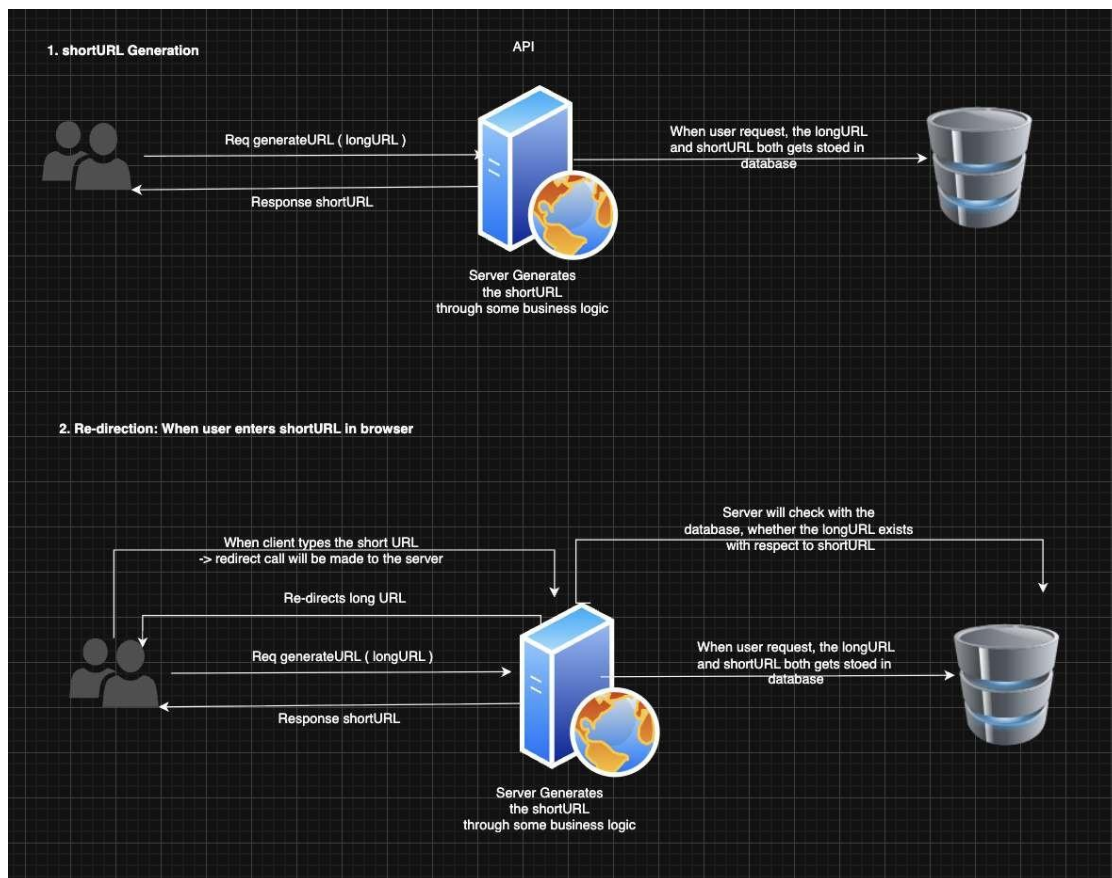 1. shortURL Generation
API
Req generateURL ( longURL )
Response shortURL
When user request, the longURL
and shortURL both gets stoed in
database
Server Generates
the shortURL
through some business logic
2. Re-direction: When user enters shortURL in browser
When client types the short URL
-> redirect call will be made to the server
Server will check with the
database, whether the longURL exists
with respect to shortURL
Re-directs long URL
Req generateURL ( longURL )
Response shortURL
When user request, the longURL
and shortURL both gets stoed in
database
Server Generates
the shortURL
through some business logic